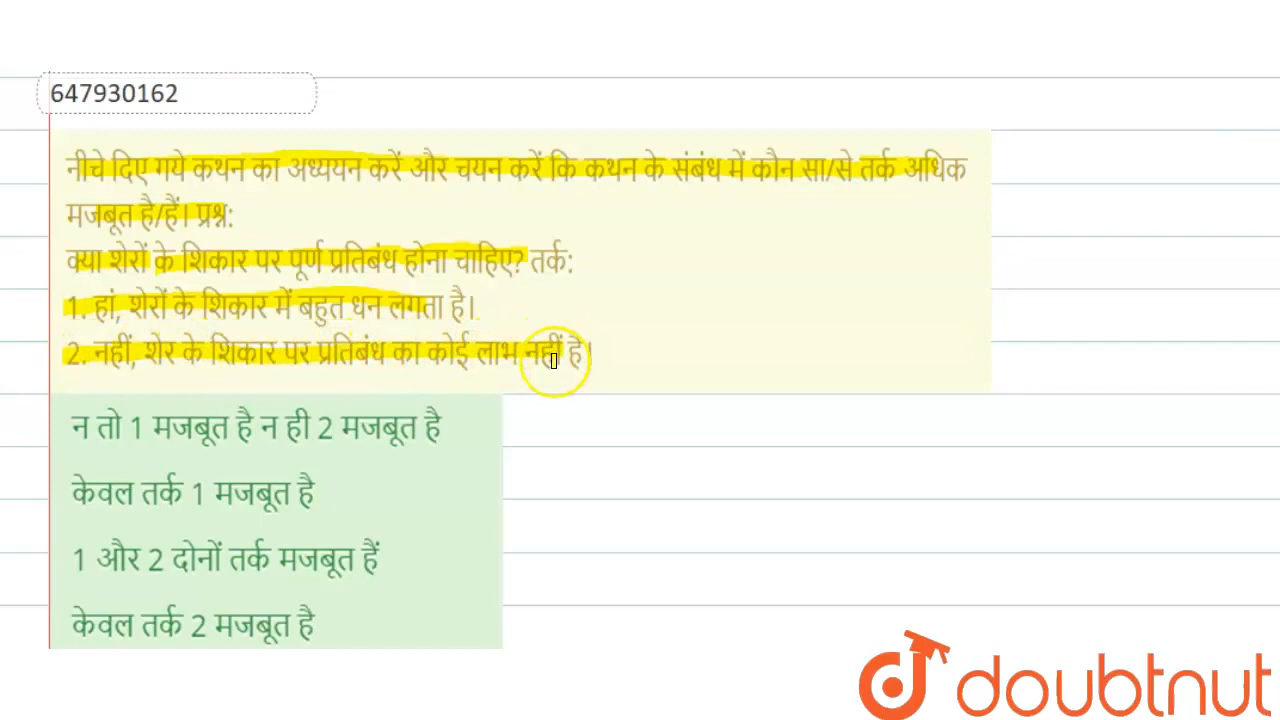 647930162
नीचे दिए गये कथन का अध्ययन करें और चयन करें कि कथन के संबंध में कौन सा/से तर्क अधिक
मजबूत है/हैं। प्रश्न:
क्या शेरों के शिकार पर पूर्ण प्रतिबंध होना चाहिए? तर्क:
1. हां, शेरों के शिकार में बहुत धन लगता है।
2. नहीं, शेर के शिकार पर प्रतिबंध का कोई लाभ नहीं है।
न तो 1 मजबूत है न ही 2 मजबूत है
केवल तर्क 1 मजबूत है
1 और 2 दोनों तर्क मजबूत हैं
केवल तर्क 2 मजबूत है
doubtnut